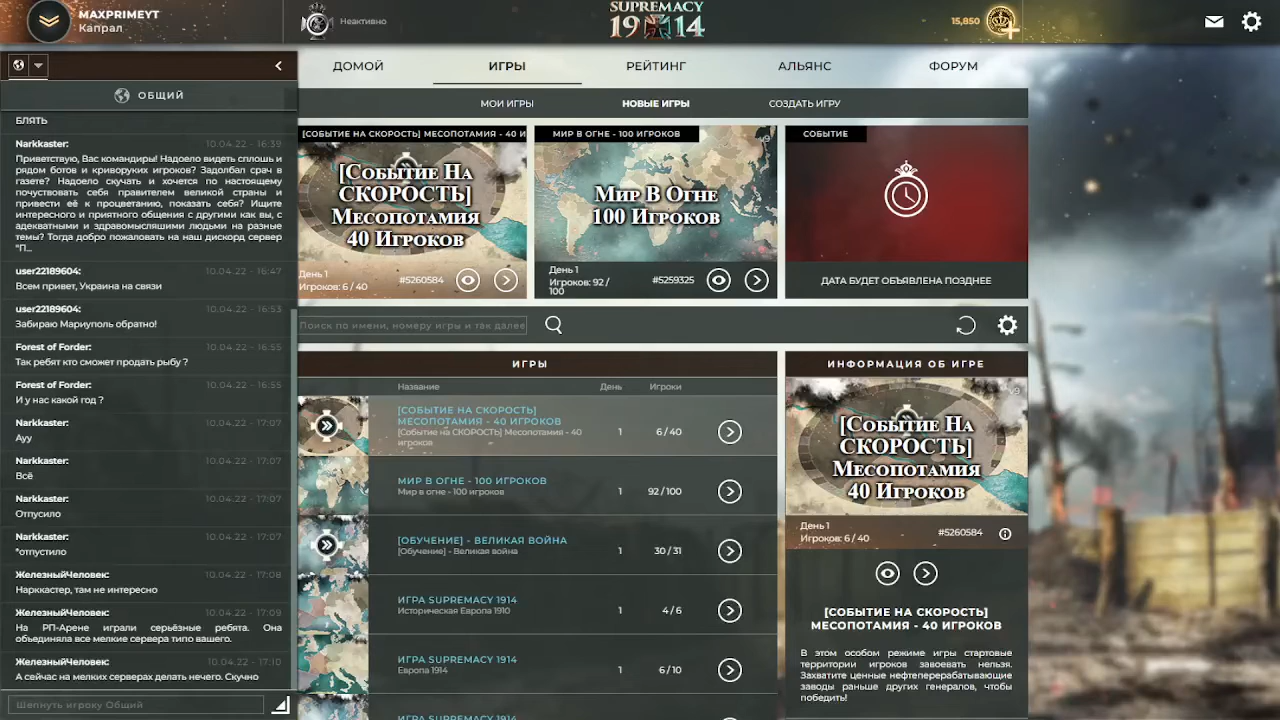 MAXPRIMEYT
Капрал
Неактивно
SUPREMACY
1914
15,850
ОБЩИЙ
БЛЯТЬ
Narkkaster: 10.04.22 - 16:39
Приветствую, Вас командиры! Надоело видеть сплошь и
рядом ботов и криворуких игроков? Задолбал срач в
газете? Надоело скучать и хочется по настоящему
почуствовать себя правителем великой страны и
привести её к процветанию, показать себя? Ищите
интересного и приятного общения с другими как вы, с
адекватными и здравомыслящими людьми на разные
темы? Тогда добро пожаловать на наш дискорд сервер
"П...
user22189604: 10.04.22 - 16:47
Всем привет, Украина на связи
user22189604: 10.04.22 - 16:53
Забираю Мариуполь обратно!
Forest of Forder: 10.04.22 - 16:55
Так ребят кто сможет продать рыбу ?
Forest of Forder: 10.04.22 - 16:55
И у нас какой год ?
Narkkaster: 10.04.22 - 17:07
Ауу
Narkkaster: 10.04.22 - 17:07
Всё
Narkkaster: 10.04.22 - 17:07
Отпусило
Narkkaster: 10.04.22 - 17:07
*отпустило
ЖелезныйЧеловек: 10.04.22 - 17:08
Нарккастер, там не интересно
ЖелезныйЧеловек: 10.04.22 - 17:09
На РП-Арене играли серьёзные ребята. Она
объединяла все мелкие сервера типо вашего.
ЖелезныйЧеловек: 10.04.22 - 17:10
А сейчас на мелких серверах делать нечего. Скучно
Шепнуть игроку Общий
ДОМОЙ ИГРЫ РЕЙТИНГ АЛЬЯНС ФОРУМ
МОИ ИГРЫ НОВЫЕ ИГРЫ СОЗДАТЬ ИГРУ
[СОБЫТИЕ НА СКОРОСТЬ] МЕСОПОТАМИЯ - 40 И
[Событие На
СКОРОСТЬ]
Месопотамия
40 Игроков
День 1
Игроков: 6 / 40
#5260584
МИР В ОГНЕ - 100 ИГРОКОВ
v9
Мир В Огне
100 Игроков
День 1
Игроков: 92 /
100
#5259325
СОБЫТИЕ
ДАТА БУДЕТ ОБЪЯВЛЕНА ПОЗДНЕЕ
Поиск по имени, номеру игры и так далее
ИГРЫ
Название День Игроки
[СОБЫТИЕ НА СКОРОСТЬ]
МЕСОПОТАМИЯ - 40 ИГРОКОВ
[Событие на СКОРОСТЬ] Месопотамия - 40
игроков
1 6 / 40
МИР В ОГНЕ - 100 ИГРОКОВ
Мир в огне - 100 игроков
1 92 / 100
[ОБУЧЕНИЕ] - ВЕЛИКАЯ ВОЙНА
[Обучение] - Великая война
1 30 / 31
ИГРА SUPREMACY 1914
Историческая Европа 1910
1 4 / 6
ИГРА SUPREMACY 1914
Европа 1914
1 6 / 10
ИГРА SUPREMACY 1914
ИНФОРМАЦИЯ ОБ ИГРЕ
v9
[Событие На
СКОРОСТЬ]
Месопотамия
40 Игроков
День 1
Игроков: 6 / 40
#5260584
[СОБЫТИЕ НА СКОРОСТЬ]
МЕСОПОТАМИЯ - 40 ИГРОКОВ
В этом особои режиме игры стартовые
территории игроков завоевать нельзя.
Захватите ценные нефтеперерабатывающие
заводы раньше других генералов, чтобы
победить!